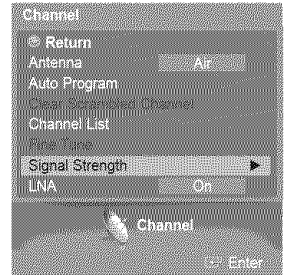 Channel
Return
Antenna Air
Auto Program
Clear Scrambled Channel
Channel List
Fine Tune
Signal Strength
LNA On
Channel
Enter